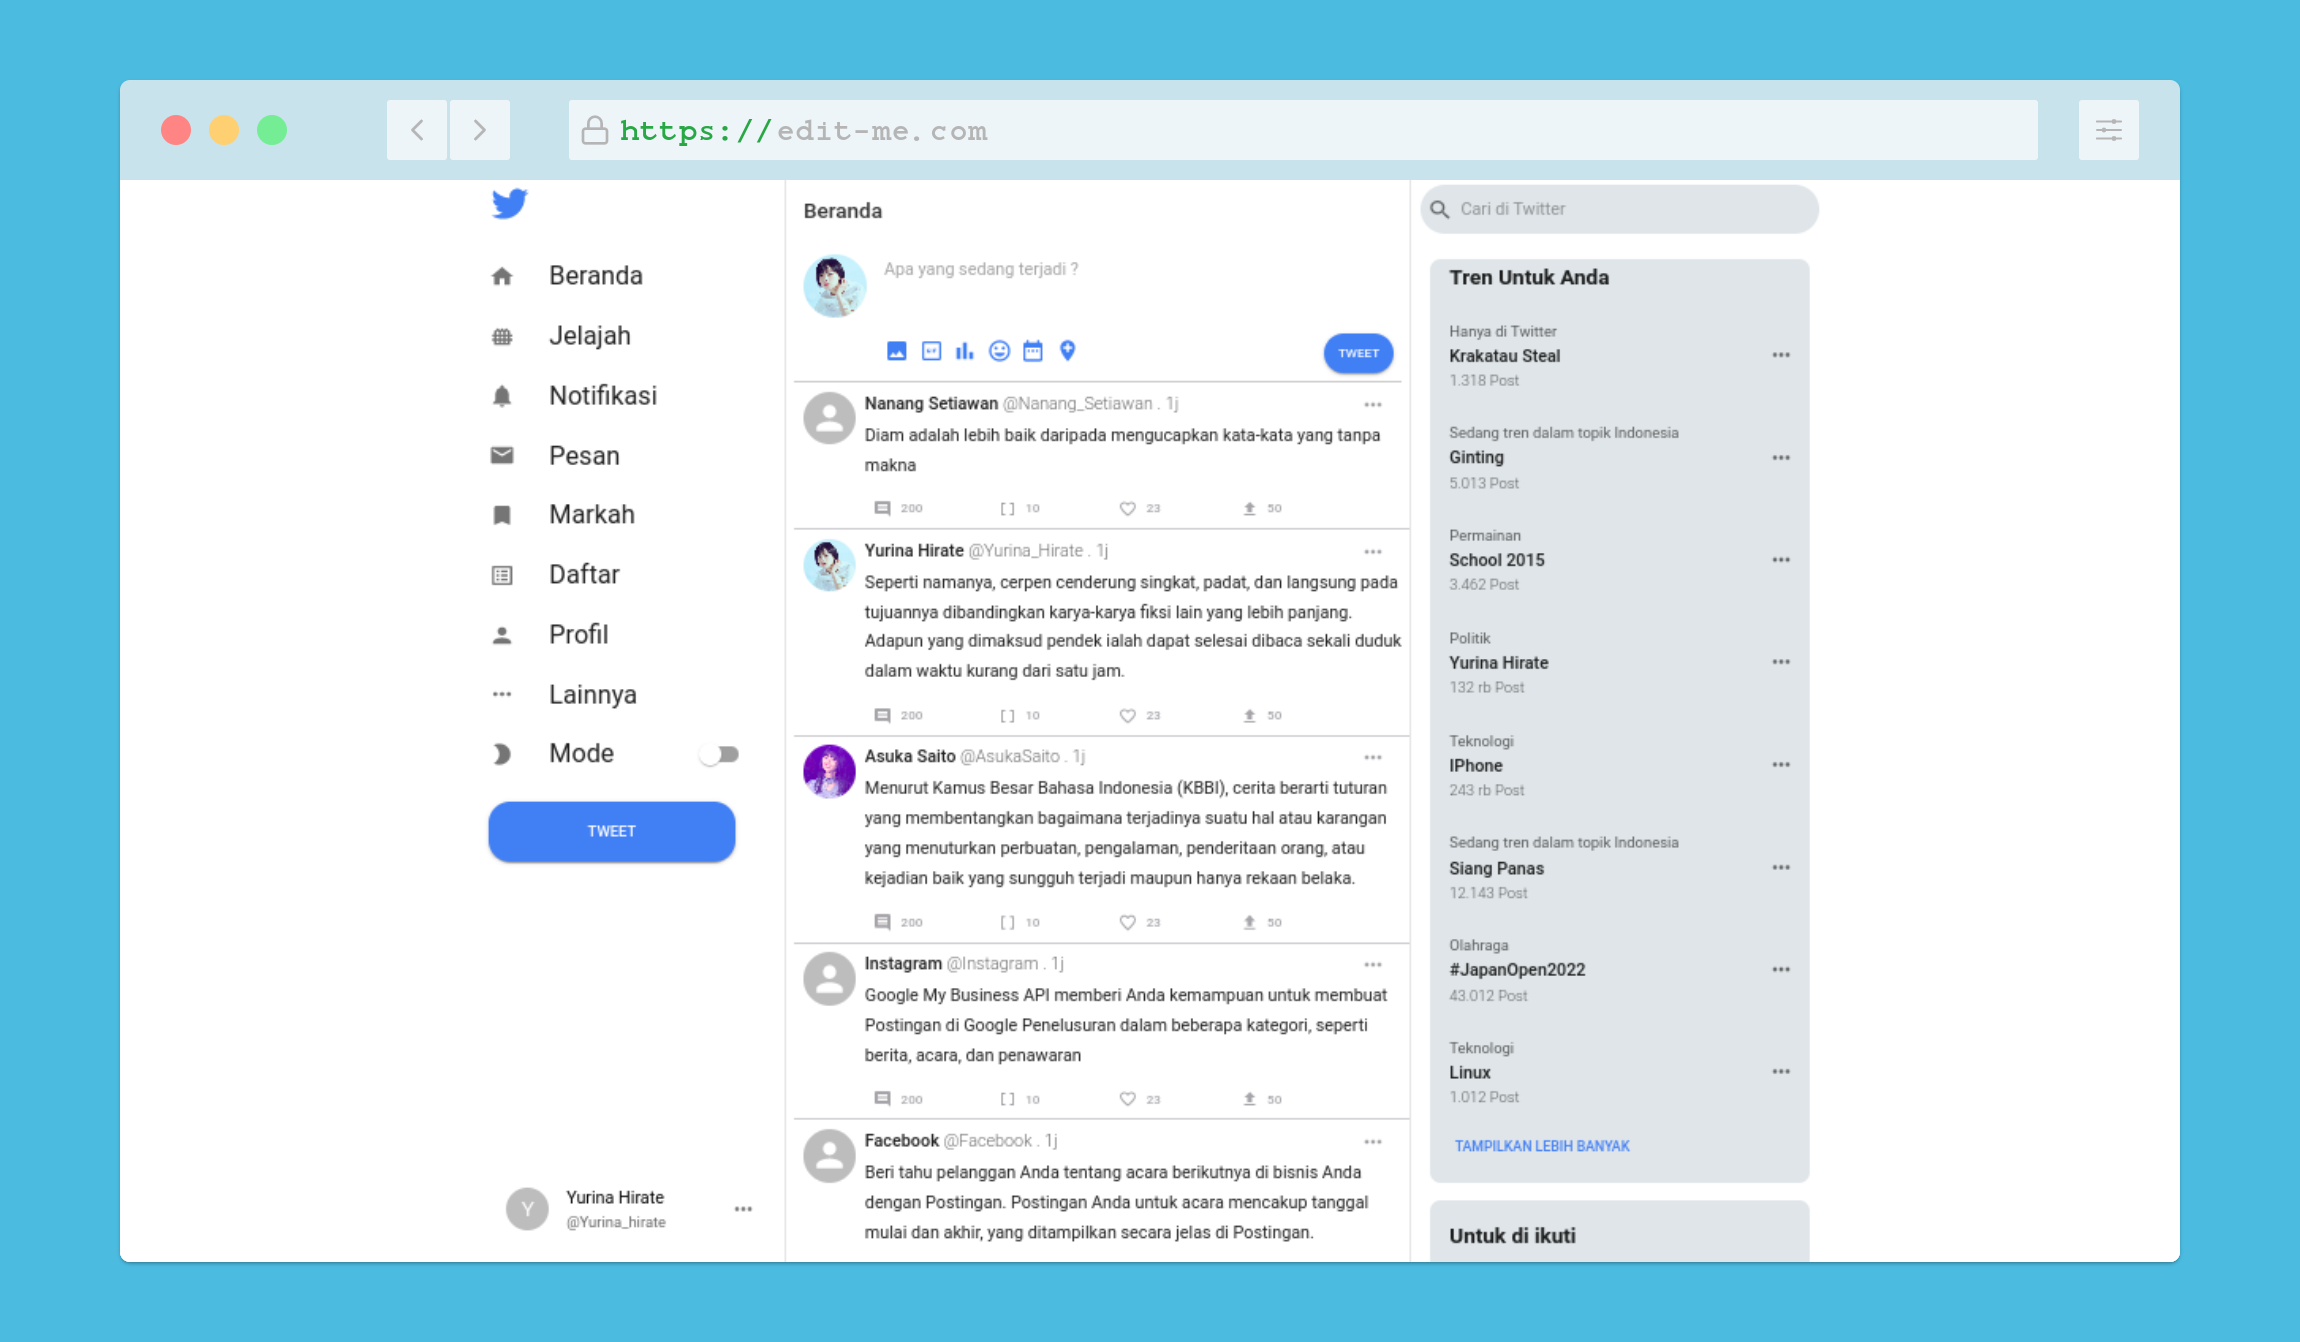 https://edit-me.com
Beranda
Jelajah
Notifikasi
Pesan
Markah
Daftar
Profil
Lainnya
Mode
TWEET
Y
Yurina Hirate
@Yurina_hirate
Beranda
Apa yang sedang terjadi ?
GIF
TWEET
Nanang Setiawan @Nanang_Setiawan . 1j
Diam adalah lebih baik daripada mengucapkan kata-kata yang tanpa
makna
200 10 23 50
Yurina Hirate @Yurina_Hirate . 1j
Seperti namanya, cerpen cenderung singkat, padat, dan langsung pada
tujuannya dibandingkan karya-karya fiksi lain yang lebih panjang.
Adapun yang dimaksud pendek ialah dapat selesai dibaca sekali duduk
dalam waktu kurang dari satu jam.
200 10 23 50
Asuka Saito @AsukaSaito . 1j
Menurut Kamus Besar Bahasa Indonesia (KBBI), cerita berarti tuturan
yang membentangkan bagaimana terjadinya suatu hal atau karangan
yang menuturkan perbuatan, pengalaman, penderitaan orang, atau
kejadian baik yang sungguh terjadi maupun hanya rekaan belaka.
200 10 23 50
Instagram @Instagram . 1j
Google My Business API memberi Anda kemampuan untuk membuat
Postingan di Google Penelusuran dalam beberapa kategori, seperti
berita, acara, dan penawaran
200 10 23 50
Facebook @Facebook . 1j
Beri tahu pelanggan Anda tentang acara berikutnya di bisnis Anda
dengan Postingan. Postingan Anda untuk acara mencakup tanggal
mulai dan akhir, yang ditampilkan secara jelas di Postingan.
Cari di Twitter
Tren Untuk Anda
Hanya di Twitter
Krakatau Steal
1.318 Post
Sedang tren dalam topik Indonesia
Ginting
5.013 Post
Permainan
School 2015
3.462 Post
Politik
Yurina Hirate
132 rb Post
Teknologi
IPhone
243 rb Post
Sedang tren dalam topik Indonesia
Siang Panas
12.143 Post
Olahraga
#JapanOpen2022
43.012 Post
Teknologi
Linux
1.012 Post
TAMPILKAN LEBIH BANYAK
Untuk di ikuti